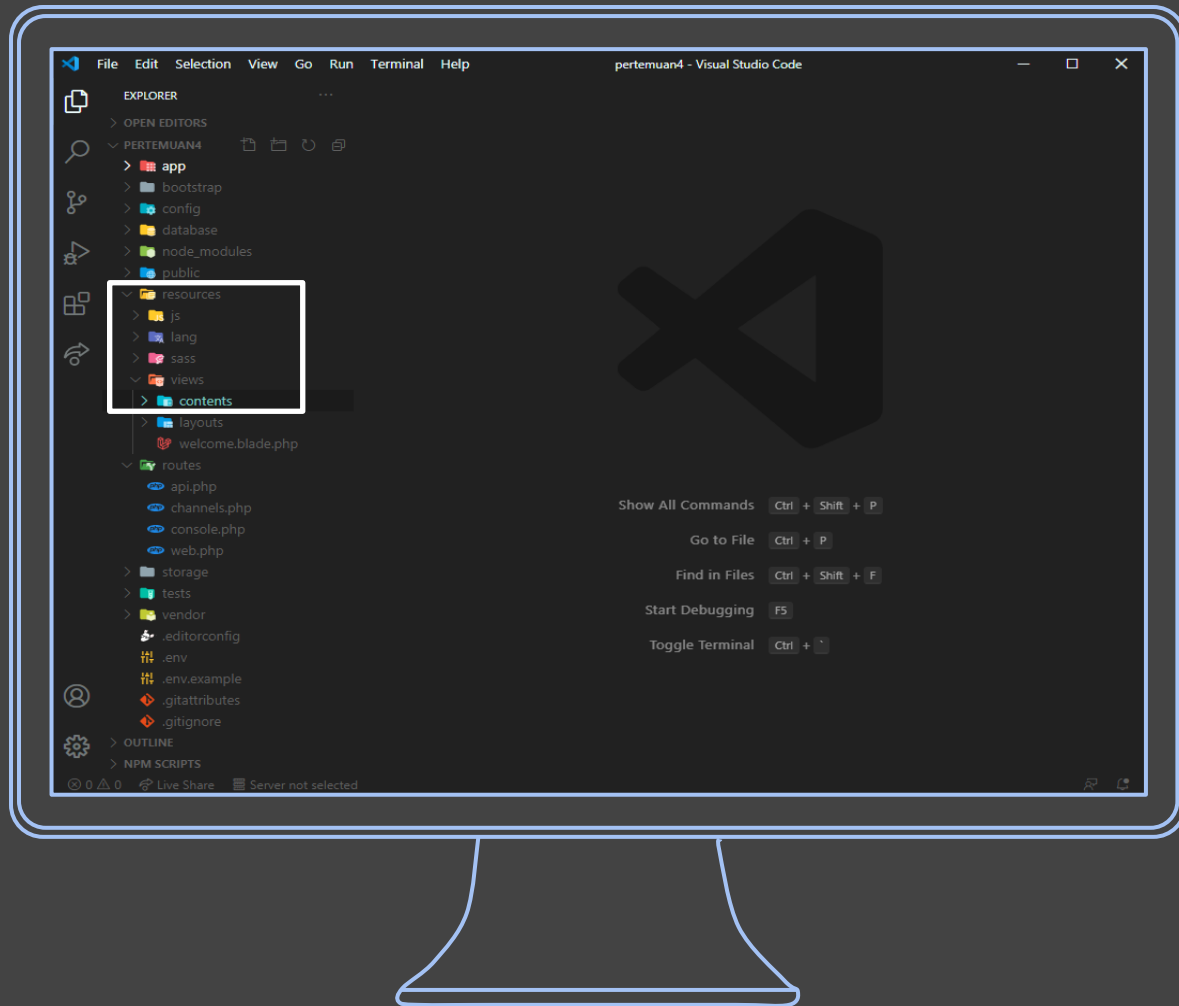 File Edit Selection View Go Run Terminal Help pertemuan4 - Visual Studio Code
EXPLORER
OPEN EDITORS
PERTEMUAN4
app
bootstrap
config
database
node_modules
public
resources
js
lang
sass
views
contents
layouts
welcome.blade.php
routes
api.php
channels.php
console.php
web.php
storage
tests
vendor
.editorconfig
.env
.env.example
.gitattributes
.gitignore
OUTLINE
NPM SCRIPTS
0 0 Live Share Server not selected
Show All Commands Ctrl + Shift + P
Go to File Ctrl + P
Find in Files Ctrl + Shift + F
Start Debugging F5
Toggle Terminal Ctrl + `